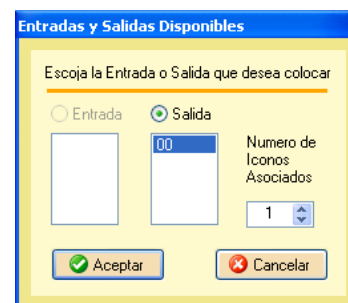 Entradas y Salidas Disponibles
Escoja la Entrada o Salida que desea colocar
Entrada Salida
00
Numero de
Iconos
Asociados
1
Aceptar Cancelar